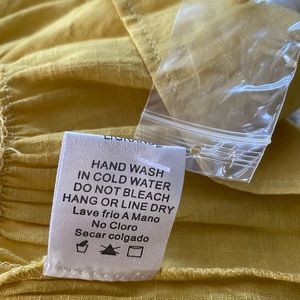 HAND WASH
IN COLD WATER
DO NOT BLEACH
HANG OR LINE DRY
Lave frio A Mano
No Cloro
Secar colgado